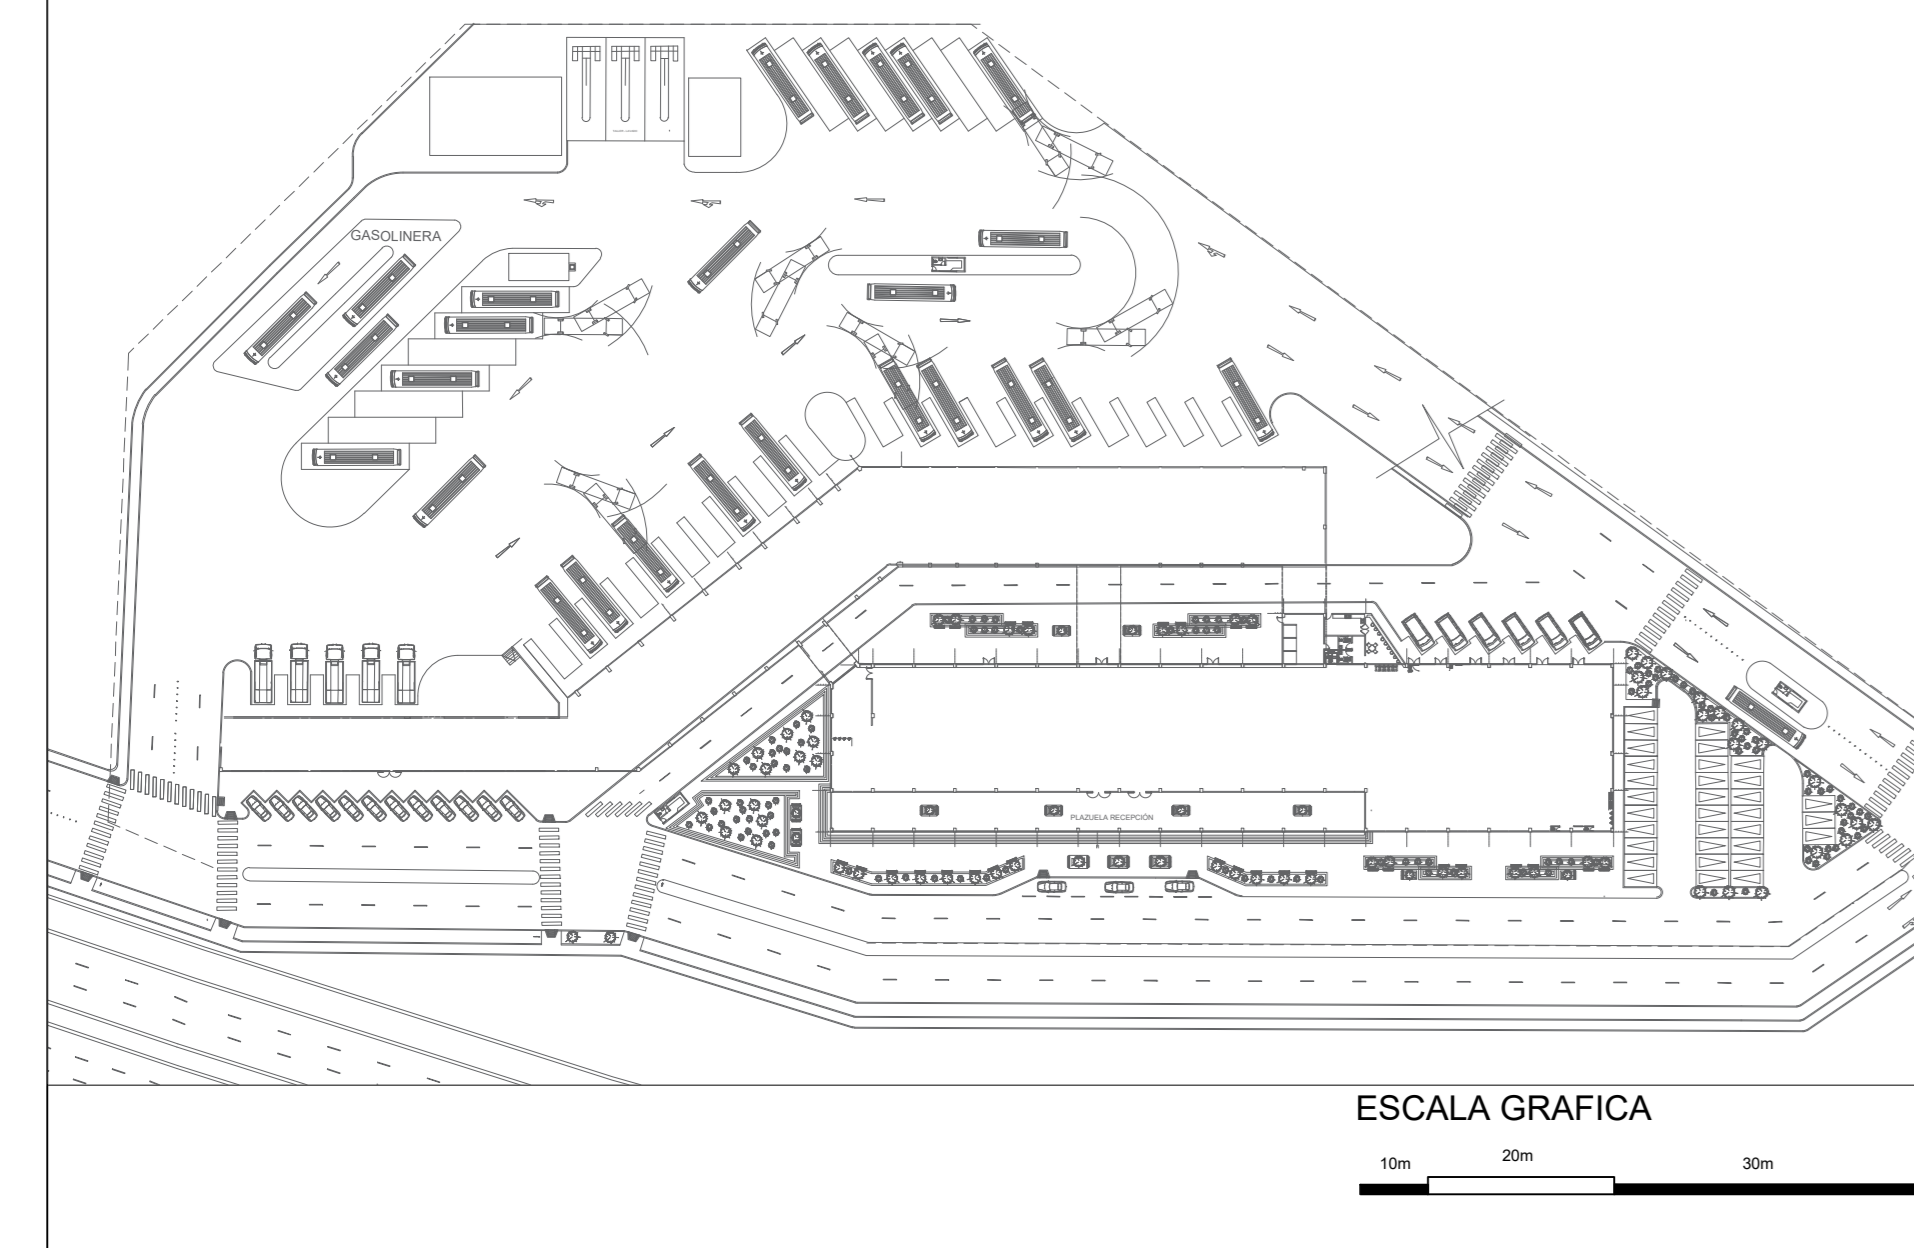 GASOLINERA
PLAZUELA RECEPCIÓN
ESCALA GRAFICA
10m
20m
30m